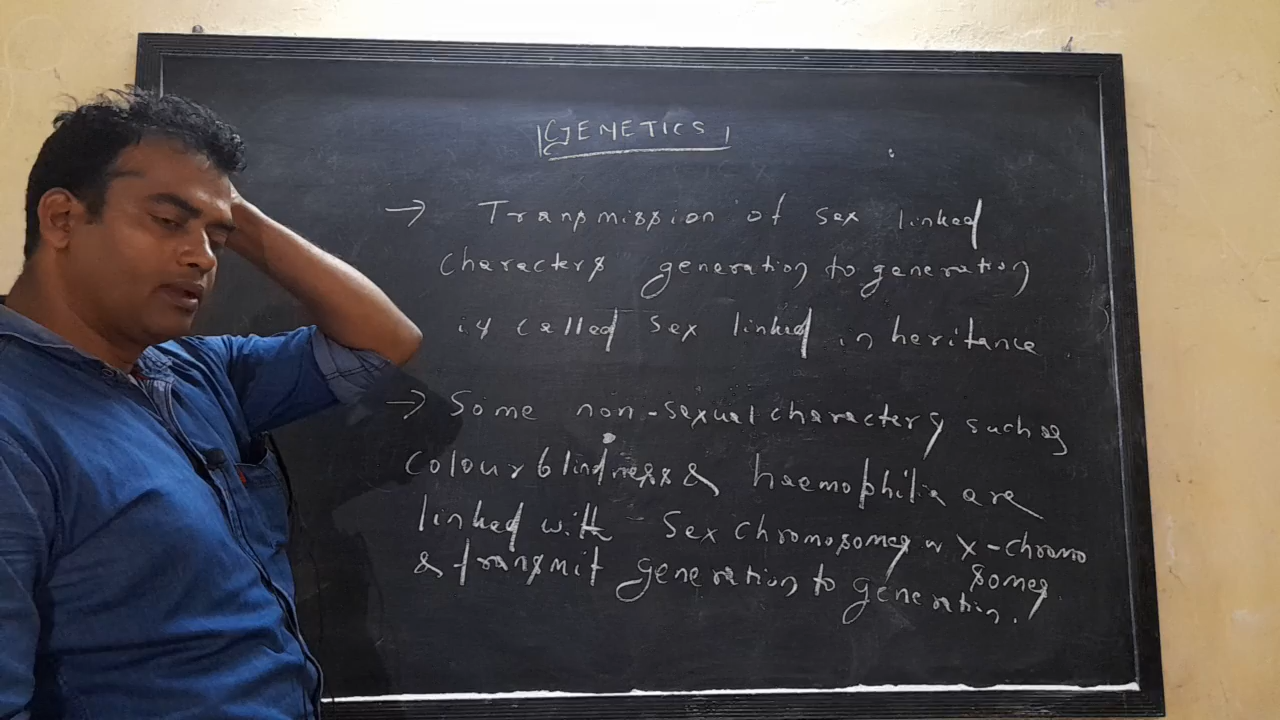 GENETICS
→ Transmission of sex linked
characters generation to generation
is called sex linked inheritance.
→ Some non-sexual characters such as
colour blindness & haemophilia are
linked with sex chromosomes or X-chromo
somes
& transmit generation to generation.